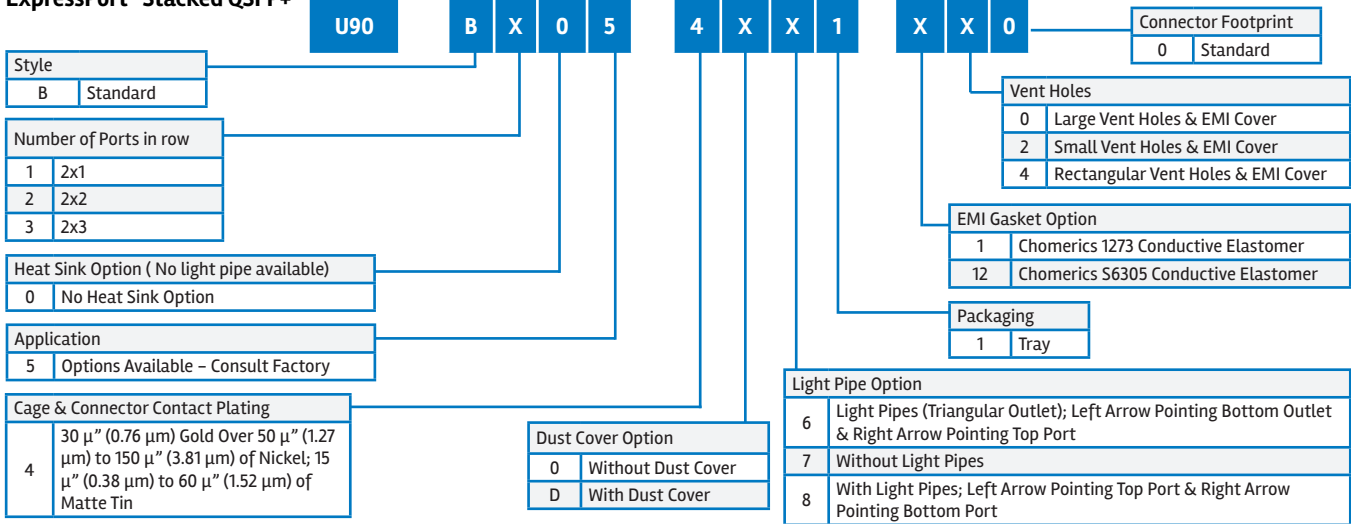 ExpressPort® Stacked QSFP+
U90 B X 0 5 4 X X 1 X X 0
Connector Footprint
0 Standard
Style
B Standard
Vent Holes
0 Large Vent Holes & EMI Cover
2 Small Vent Holes & EMI Cover
4 Rectangular Vent Holes & EMI Cover
Number of Ports in row
1 2x1
2 2x2
3 2x3
EMI Gasket Option
1 Chomerics 1273 Conductive Elastomer
12 Chomerics S6305 Conductive Elastomer
Heat Sink Option ( No light pipe available)
0 No Heat Sink Option
Packaging
1 Tray
Application
5 Options Available – Consult Factory
Light Pipe Option
6 Light Pipes (Triangular Outlet); Left Arrow Pointing Bottom Outlet
& Right Arrow Pointing Top Port
7 Without Light Pipes
8 With Light Pipes; Left Arrow Pointing Top Port & Right Arrow
Pointing Bottom Port
Cage & Connector Contact Plating
4 30 μ” (0.76 μm) Gold Over 50 μ” (1.27
μm) to 150 μ” (3.81 μm) of Nickel; 15
μ” (0.38 μm) to 60 μ” (1.52 μm) of
Matte Tin
Dust Cover Option
0 Without Dust Cover
D With Dust Cover